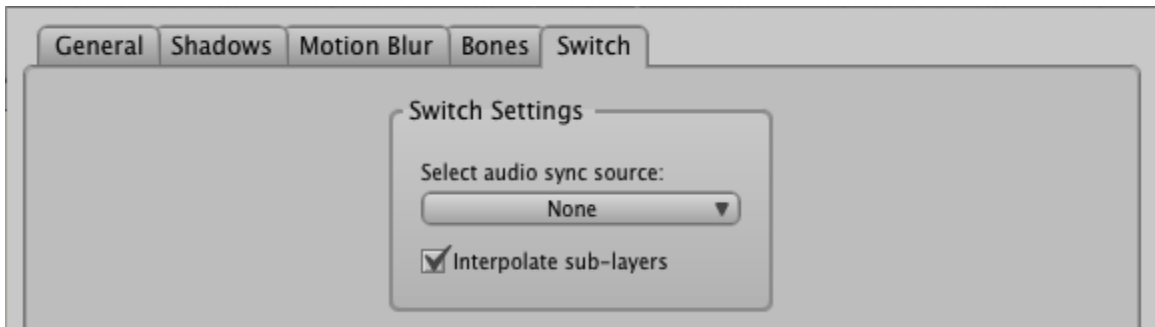 General Shadows Motion Blur Bones Switch
Switch Settings
Select audio sync source:
None
Interpolate sub-layers